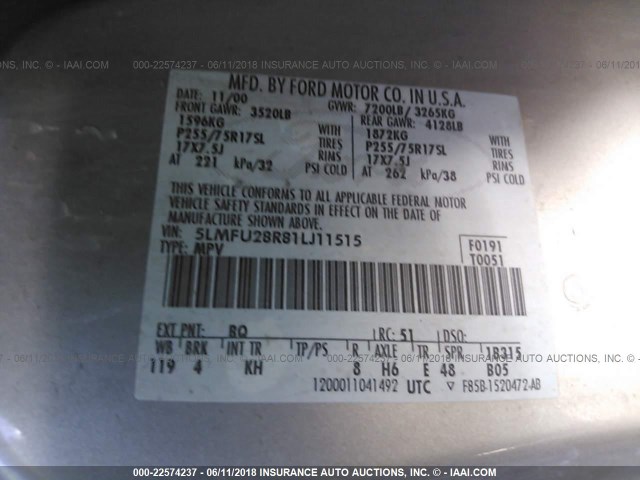 000-22574237 - 06/11/2018 - INSURANCE AUTO AUCTIONS, INC. - © IAAI.COM
MFD. BY FORD MOTOR CO. IN U.S.A.
DATE: 11/00 GVWR: 7200LB/ 3265KG
FRONT GAWR: 3520LB REAR GAWR: 4128LB
1596KG WITH 1872KG WITH
P255/75R17SL TIRES P255/75R17SL TIRES
17X7.5J RIMS 17X7.5J RIMS
AT 221 kPa/32 PSI COLD AT 262 kPa/38 PSI COLD
THIS VEHICLE CONFORMS TO ALL APPLICABLE FEDERAL MOTOR
VEHICLE SAFETY STANDARDS IN EFFECT ON THE DATE OF
MANUFACTURE SHOWN ABOVE.
VIN: 5LMFU28R81LJ11515 F0191
TYPE: MPV T0051
EXT PNT: BQ RC: 51 DSO:
WB BRK INT TR TP/PS R AXLE TR SPR 1B315
119 4 KH 8 H6 E 48 B05
1200011041492 UTC ▽ F85B-1520472-AB
000-22574237 - 06/11/2018 - INSURANCE AUTO AUCTIONS, INC. - © IAAI.COM